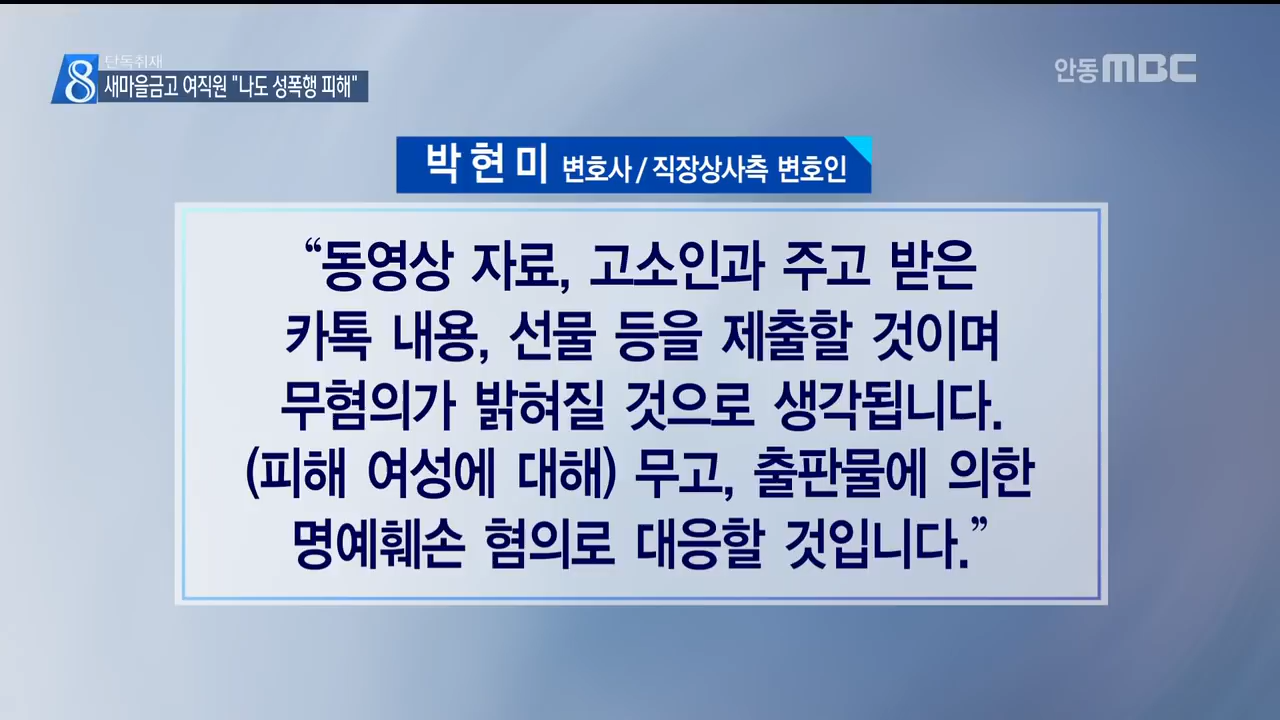 단독취재
8 새마을금고 여직원 "나도 성폭행 피해"
안동MBC
박현미 변호사 / 직장상사측 변호인
“동영상 자료, 고소인과 주고 받은
카톡 내용, 선물 등을 제출할 것이며
무혐의가 밝혀질 것으로 생각됩니다.
(피해 여성에 대해) 무고, 출판물에 의한
명예훼손 혐의로 대응할 것입니다.”